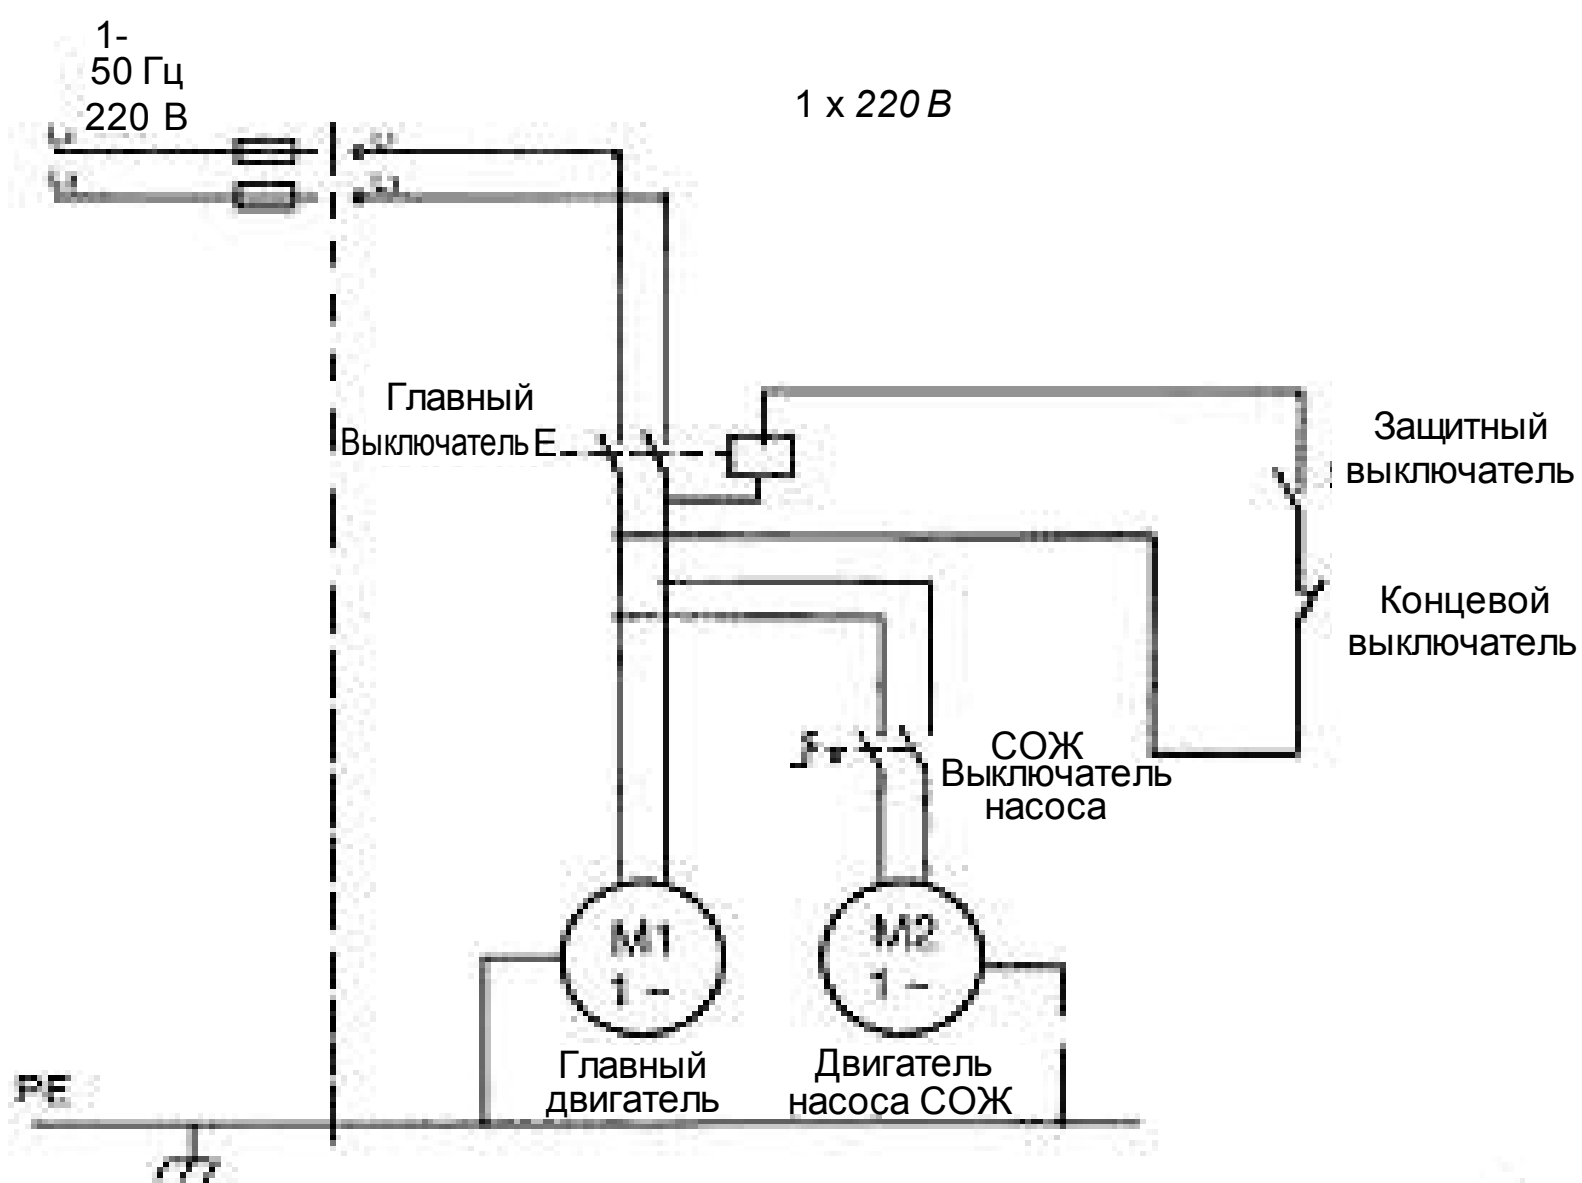 1-
50 Гц
220 В
1 x 220 В
Главный
Выключатель E
Защитный
выключатель
Концевой
выключатель
СОЖ
Выключатель
насоса
M1
1 ~
M2
1 ~
Главный
двигатель
Двигатель
насоса СОЖ
PE